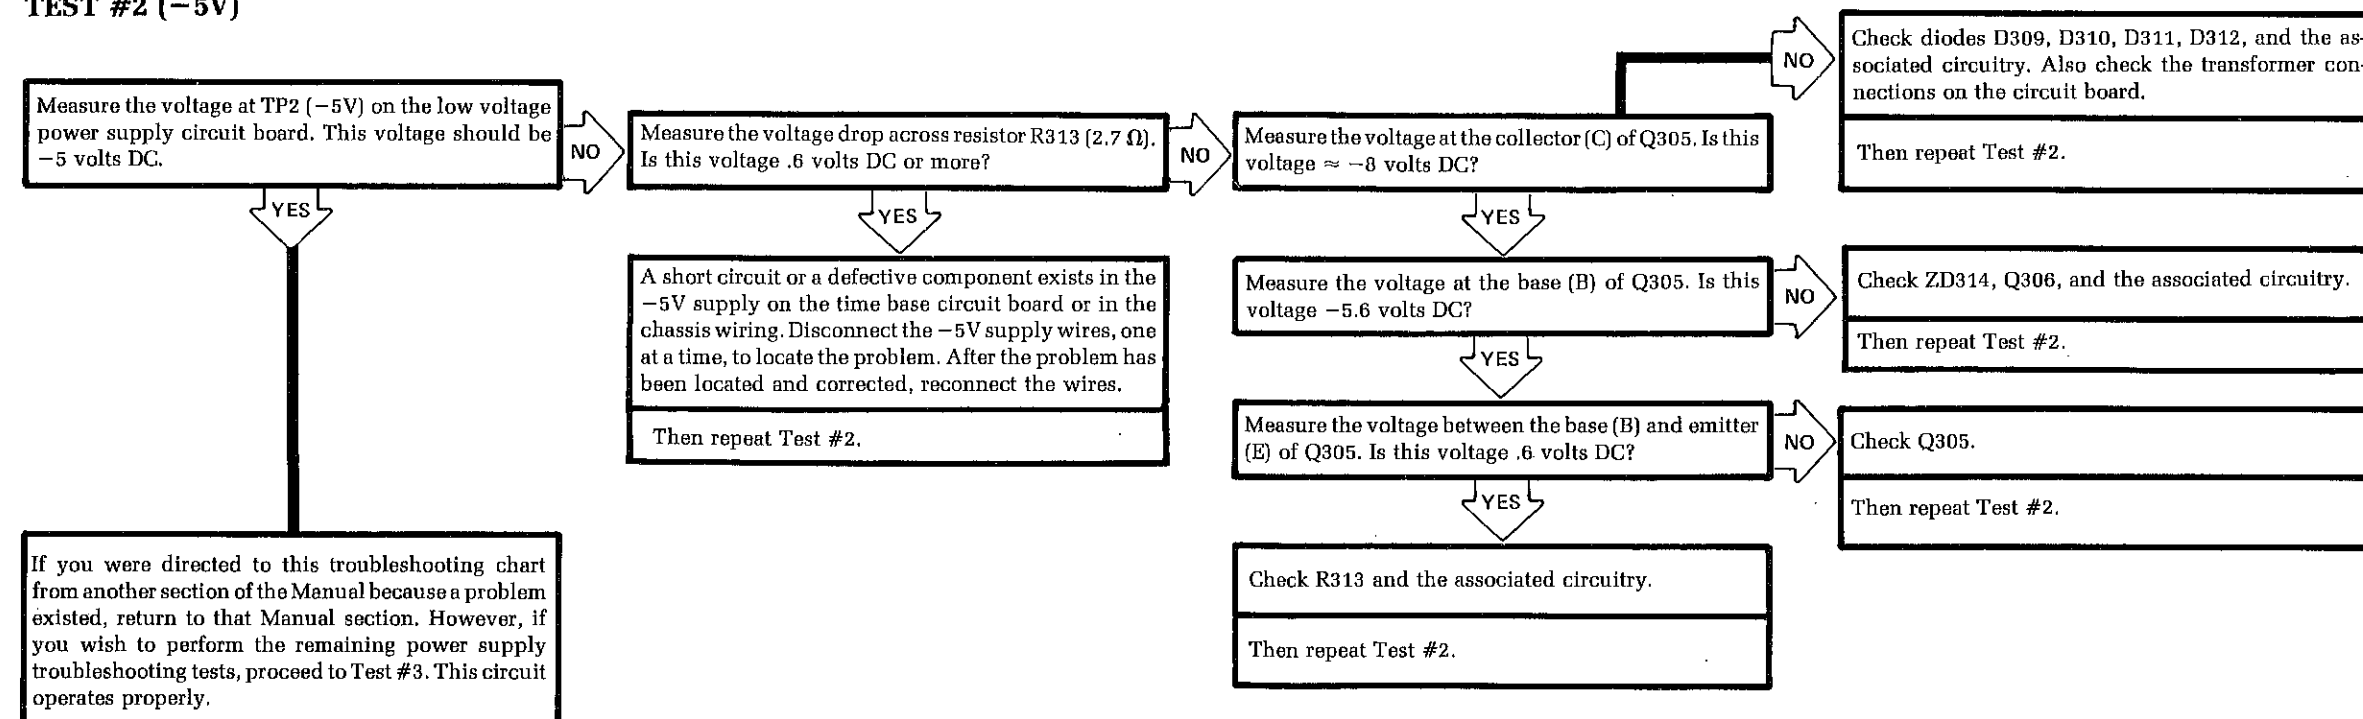 TEST #2 (−5V)
Measure the voltage at TP2 (−5V) on the low voltage
power supply circuit board. This voltage should be
−5 volts DC.
NO
YES
If you were directed to this troubleshooting chart
from another section of the Manual because a problem
existed, return to that Manual section. However, if
you wish to perform the remaining power supply
troubleshooting tests, proceed to Test #3. This circuit
operates properly.
Measure the voltage drop across resistor R313 (2.7 Ω).
Is this voltage .6 volts DC or more?
NO
YES
A short circuit or a defective component exists in the
−5V supply on the time base circuit board or in the
chassis wiring. Disconnect the −5V supply wires, one
at a time, to locate the problem. After the problem has
been located and corrected, reconnect the wires.
Then repeat Test #2.
Measure the voltage at the collector (C) of Q305. Is this
voltage ≈ −8 volts DC?
NO
Check diodes D309, D310, D311, D312, and the as-
sociated circuitry. Also check the transformer con-
nections on the circuit board.
Then repeat Test #2.
YES
Measure the voltage at the base (B) of Q305. Is this
voltage −5.6 volts DC?
NO
Check ZD314, Q306, and the associated circuitry.
Then repeat Test #2.
YES
Measure the voltage between the base (B) and emitter
(E) of Q305. Is this voltage .6 volts DC?
NO
Check Q305.
Then repeat Test #2.
YES
Check R313 and the associated circuitry.
Then repeat Test #2.